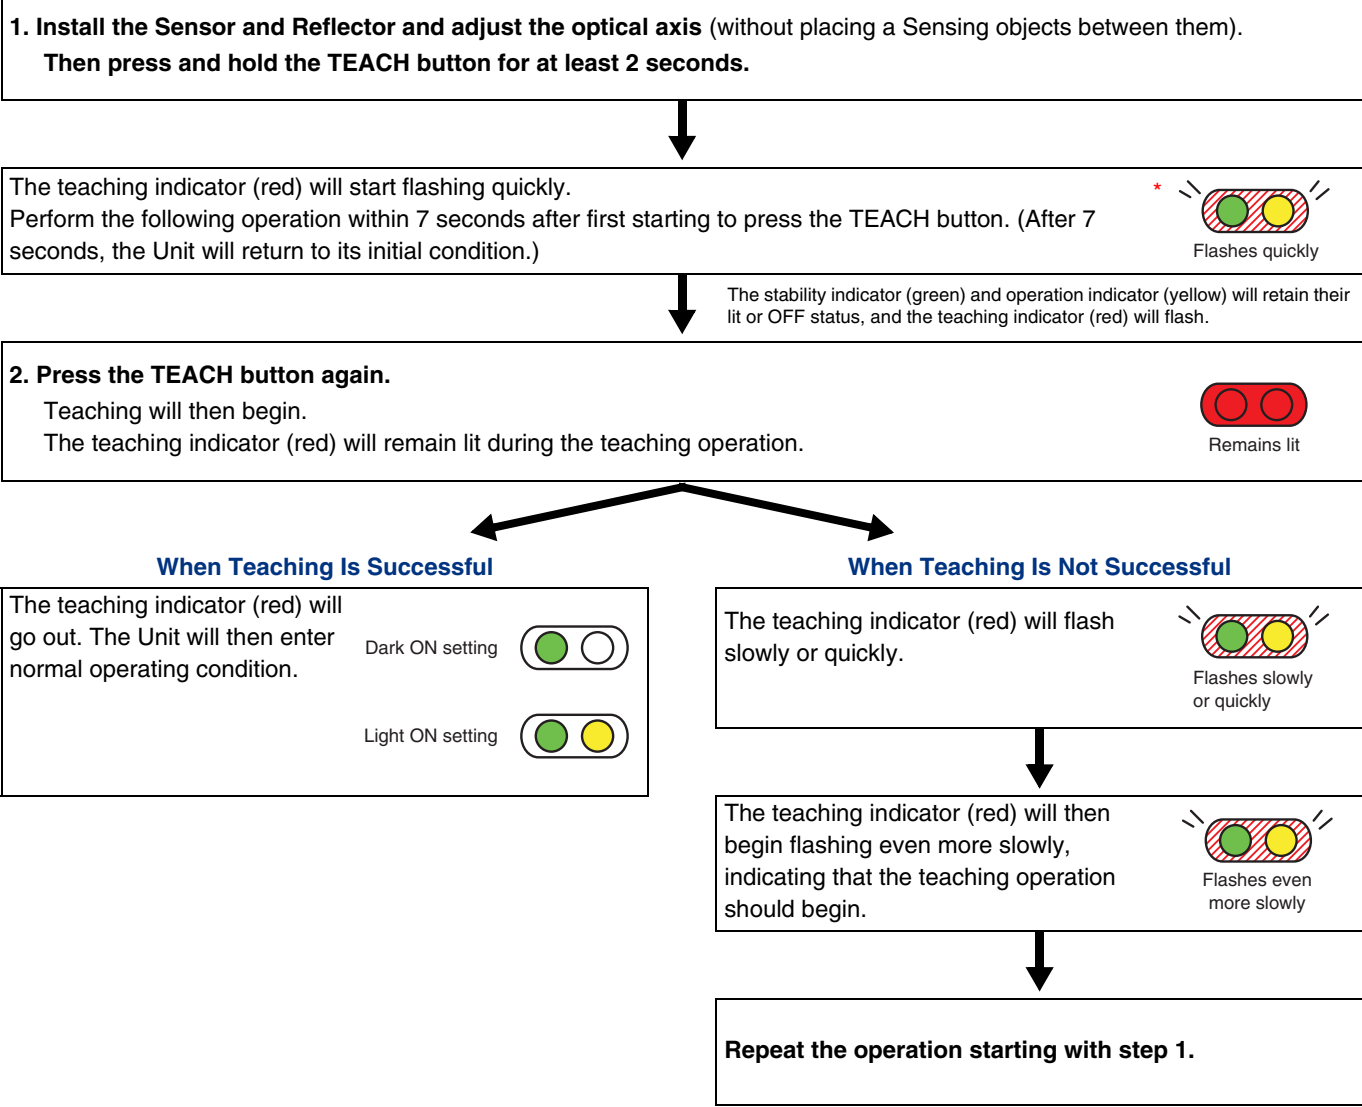 1. Install the Sensor and Reflector and adjust the optical axis (without placing a Sensing objects between them).
Then press and hold the TEACH button for at least 2 seconds.
The teaching indicator (red) will start flashing quickly.
Perform the following operation within 7 seconds after first starting to press the TEACH button. (After 7
seconds, the Unit will return to its initial condition.)
*
Flashes quickly
The stability indicator (green) and operation indicator (yellow) will retain their
lit or OFF status, and the teaching indicator (red) will flash.
2. Press the TEACH button again.
Teaching will then begin.
The teaching indicator (red) will remain lit during the teaching operation.
Remains lit
When Teaching Is Successful
The teaching indicator (red) will
go out. The Unit will then enter
normal operating condition.
Dark ON setting
Light ON setting
When Teaching Is Not Successful
The teaching indicator (red) will flash
slowly or quickly.
Flashes slowly
or quickly
The teaching indicator (red) will then
begin flashing even more slowly,
indicating that the teaching operation
should begin.
Flashes even
more slowly
Repeat the operation starting with step 1.